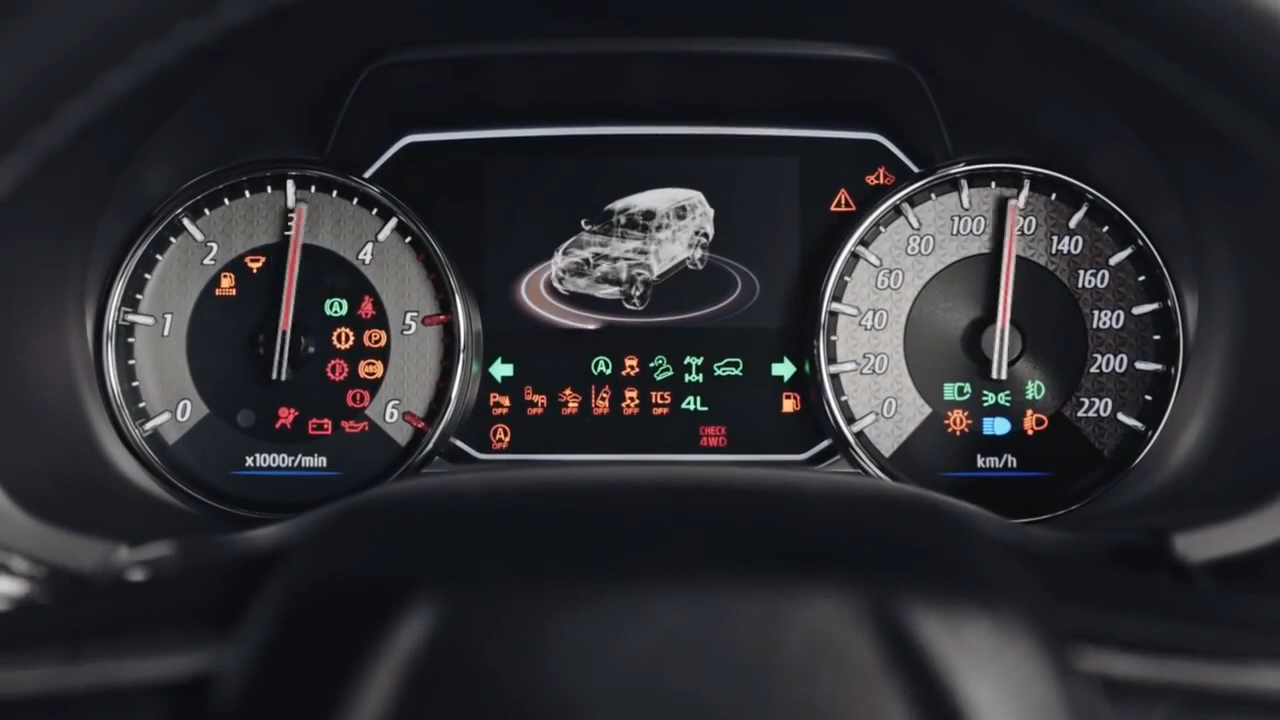 0
1
2
3
4
5
6
x1000r/min
A
P
ABS
A
P OFF
A OFF
OFF
OFF
OFF
TCS OFF
4L
A OFF
CHECK
4WD
0
20
40
60
80
100
120
140
160
180
200
220
A
km/h